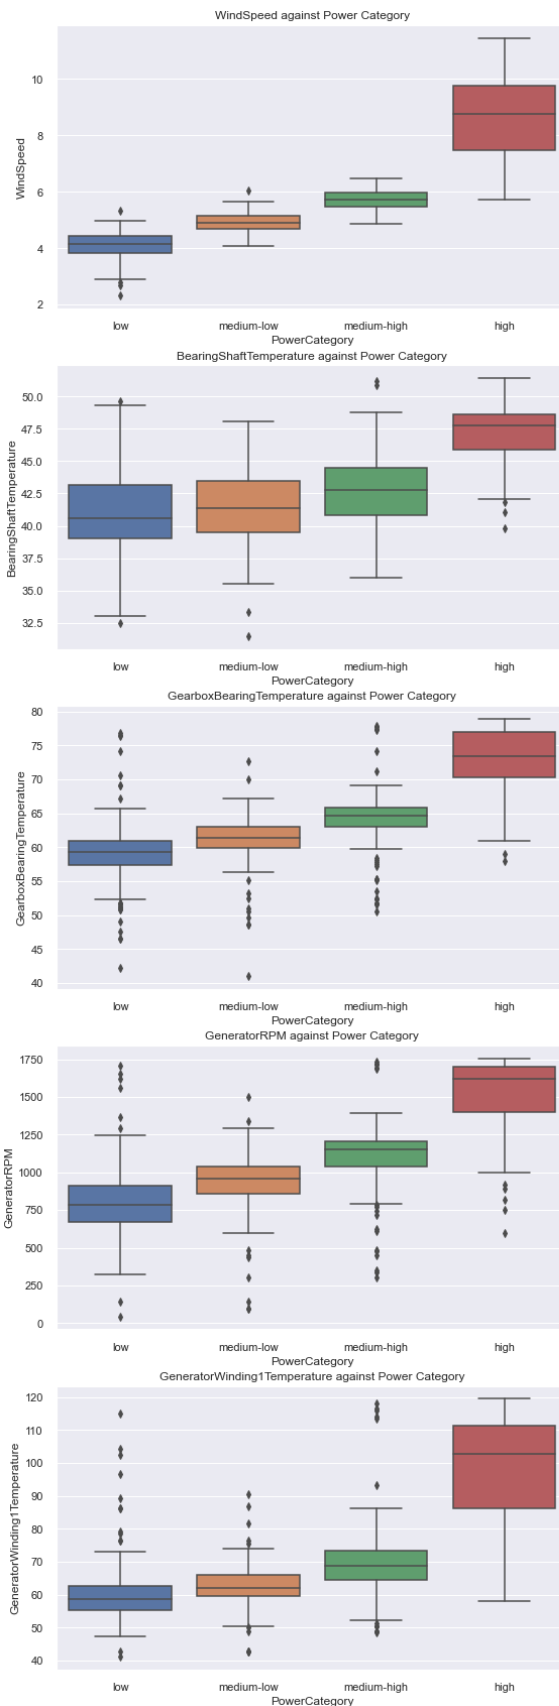 WindSpeed against Power Category
10
8
6
4
2
WindSpeed
low medium-low medium-high high
PowerCategory
BearingShaftTemperature against Power Category
50.0
47.5
45.0
42.5
40.0
37.5
35.0
32.5
BearingShaftTemperature
low medium-low medium-high high
PowerCategory
GearboxBearingTemperature against Power Category
80
75
70
65
60
55
50
45
40
GearboxBearingTemperature
low medium-low medium-high high
PowerCategory
GeneratorRPM against Power Category
1750
1500
1250
1000
750
500
250
0
GeneratorRPM
low medium-low medium-high high
PowerCategory
GeneratorWinding1Temperature against Power Category
120
110
100
90
80
70
60
50
40
GeneratorWinding1Temperature
low medium-low medium-high high
PowerCategory